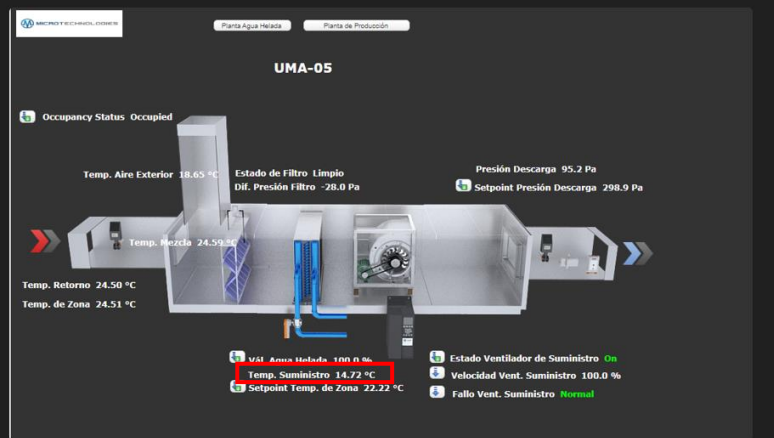 MICROTECHNOLOGIES
Planta Agua Helada
Planta de Producción
UMA-05
Occupancy Status Occupied
Temp. Aire Exterior 18.65 °C
Estado de Filtro Limpio
Dif. Presión Filtro -28.0 Pa
Presión Descarga 95.2 Pa
Setpoint Presión Descarga 298.9 Pa
Temp. Mezcla 24.59 °C
Temp. Retorno 24.50 °C
Temp. de Zona 24.51 °C
Vál. Agua Helada 100.0 %
Temp. Suministro 14.72 °C
Setpoint Temp. de Zona 22.22 °C
Estado Ventilador de Suministro On
Velocidad Vent. Suministro 100.0 %
Fallo Vent. Suministro Normal